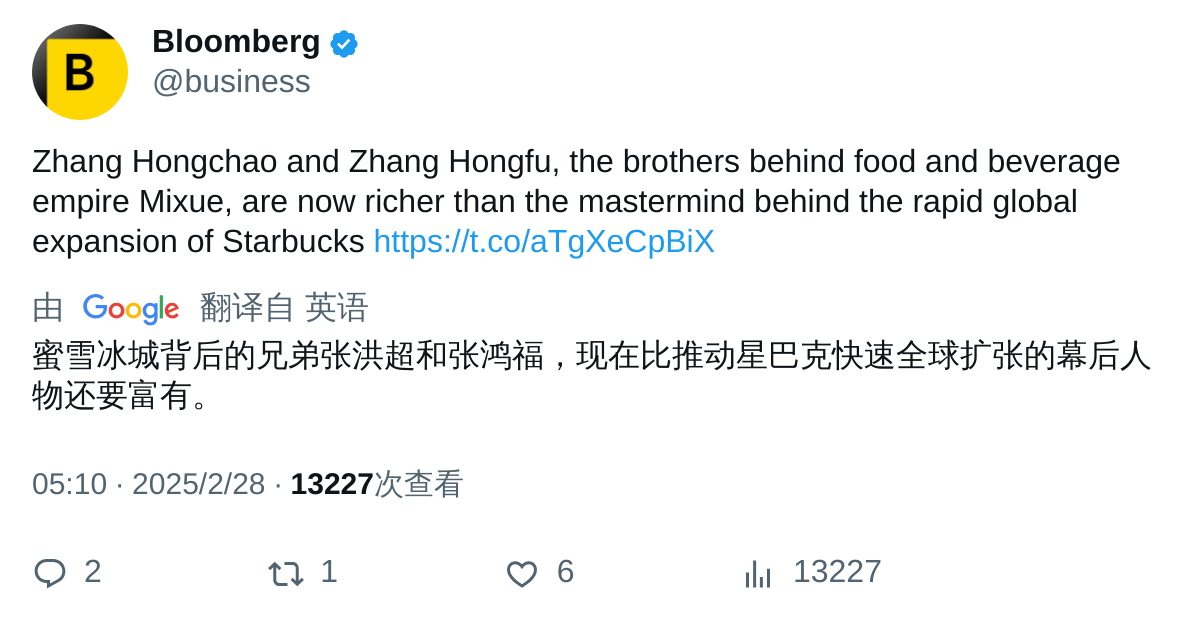 B
Bloomberg
@business
Zhang Hongchao and Zhang Hongfu, the brothers behind food and beverage
empire Mixue, are now richer than the mastermind behind the rapid global
expansion of Starbucks https://t.co/aTgXeCpBiX
由 Google 翻译自 英语
蜜雪冰城背后的兄弟张洪超和张鸿福，现在比推动星巴克快速全球扩张的幕后人
物还要富有。
05:10 · 2025/2/28 · 13227次查看
2 1 6 13227